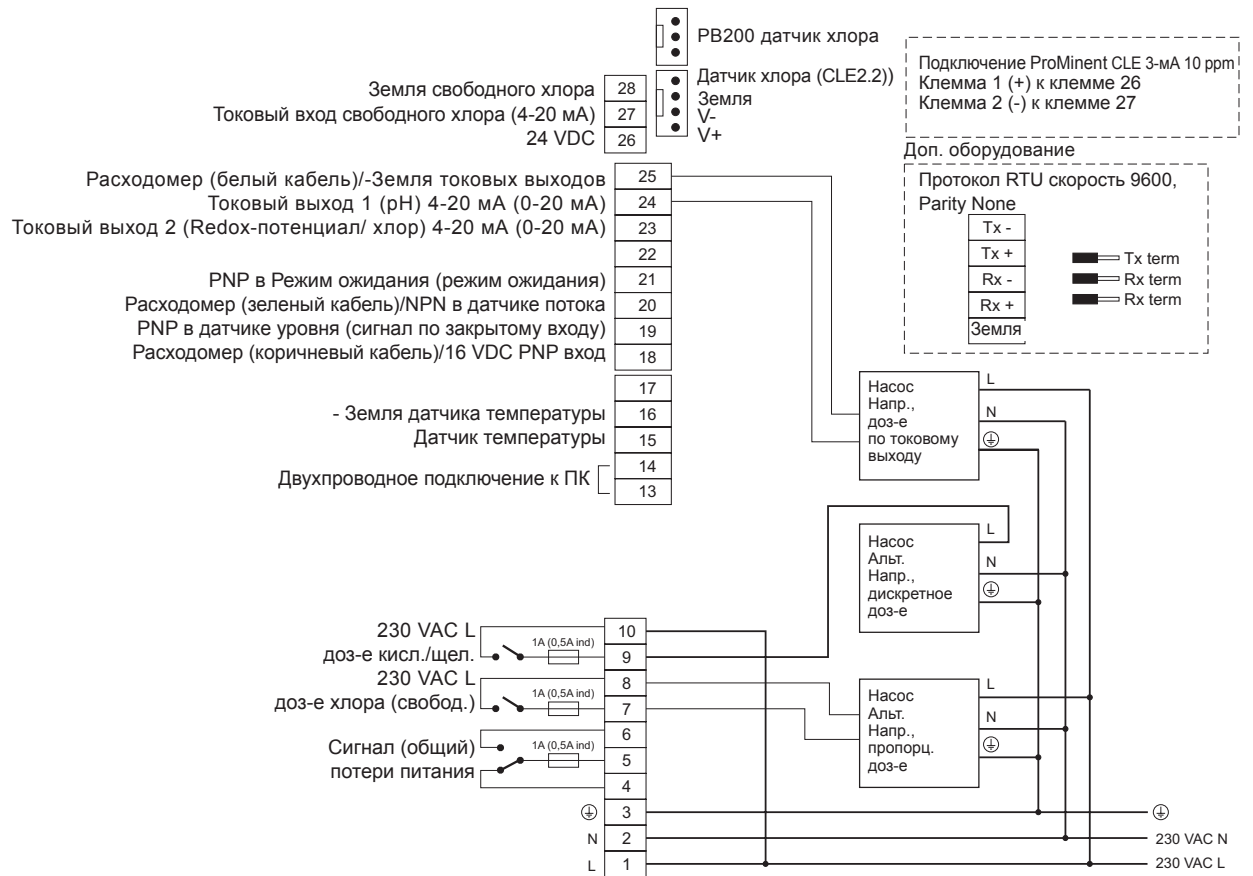 PB200 датчик хлора
Датчик хлора (CLE2.2))
Земля
V-
V+
Подключение ProMinent CLE 3-мА 10 ppm
Клемма 1 (+) к клемме 26
Клемма 2 (-) к клемме 27
Земля свободного хлора 28
Токовый вход свободного хлора (4-20 мА) 27
24 VDC 26
Доп. оборудование
Протокол RTU скорость 9600,
Parity None
Tx -
Tx +
Rx -
Rx +
Земля
Tx term
Rx term
Rx term
Расходомер (белый кабель)/-Земля токовых выходов 25
Токовый выход 1 (pH) 4-20 мА (0-20 мА) 24
Токовый выход 2 (Redox-потенциал/ хлор) 4-20 мА (0-20 мА) 23
22
PNP в Режим ожидания (режим ожидания) 21
Расходомер (зеленый кабель)/NPN в датчике потока 20
PNP в датчике уровня (сигнал по закрытому входу) 19
Расходомер (коричневый кабель)/16 VDC PNP вход 18
17
- Земля датчика температуры 16
Датчик температуры 15
14
Двухпроводное подключение к ПК
13
Насос
Напр.,
доз-е
по токовому
выходу
L
N
Насос
Альт.
Напр.,
дискретное
доз-е
L
N
230 VAC L 10
1A (0,5A ind)
доз-е кисл./щел. 9
230 VAC L 8
1A (0,5A ind)
доз-е хлора (свобод.) 7
6
Сигнал (общий) 1A (0,5A ind)
5
потери питания
4
Насос
Альт.
Напр.,
пропорц.
доз-е
L
N
3
N 2 230 VAC N
L 1 230 VAC L